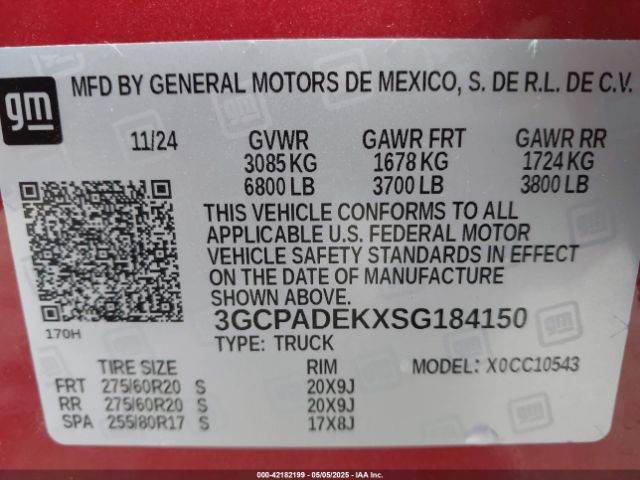 gm
MFD BY GENERAL MOTORS DE MEXICO, S. DE R.L. DE C.V.
11/24 GVWR GAWR FRT GAWR RR
3085 KG 1678 KG 1724 KG
6800 LB 3700 LB 3800 LB
THIS VEHICLE CONFORMS TO ALL
APPLICABLE U.S. FEDERAL MOTOR
VEHICLE SAFETY STANDARDS IN EFFECT
ON THE DATE OF MANUFACTURE
SHOWN ABOVE.
170H
3GCPADEKXSG184150
TYPE: TRUCK
TIRE SIZE RIM MODEL: X0CC10543
FRT 275/60R20 S 20X9J
RR 275/60R20 S 20X9J
SPA 255/80R17 S 17X8J
000-42182199 - 05/05/2025 - IAAI, Inc.